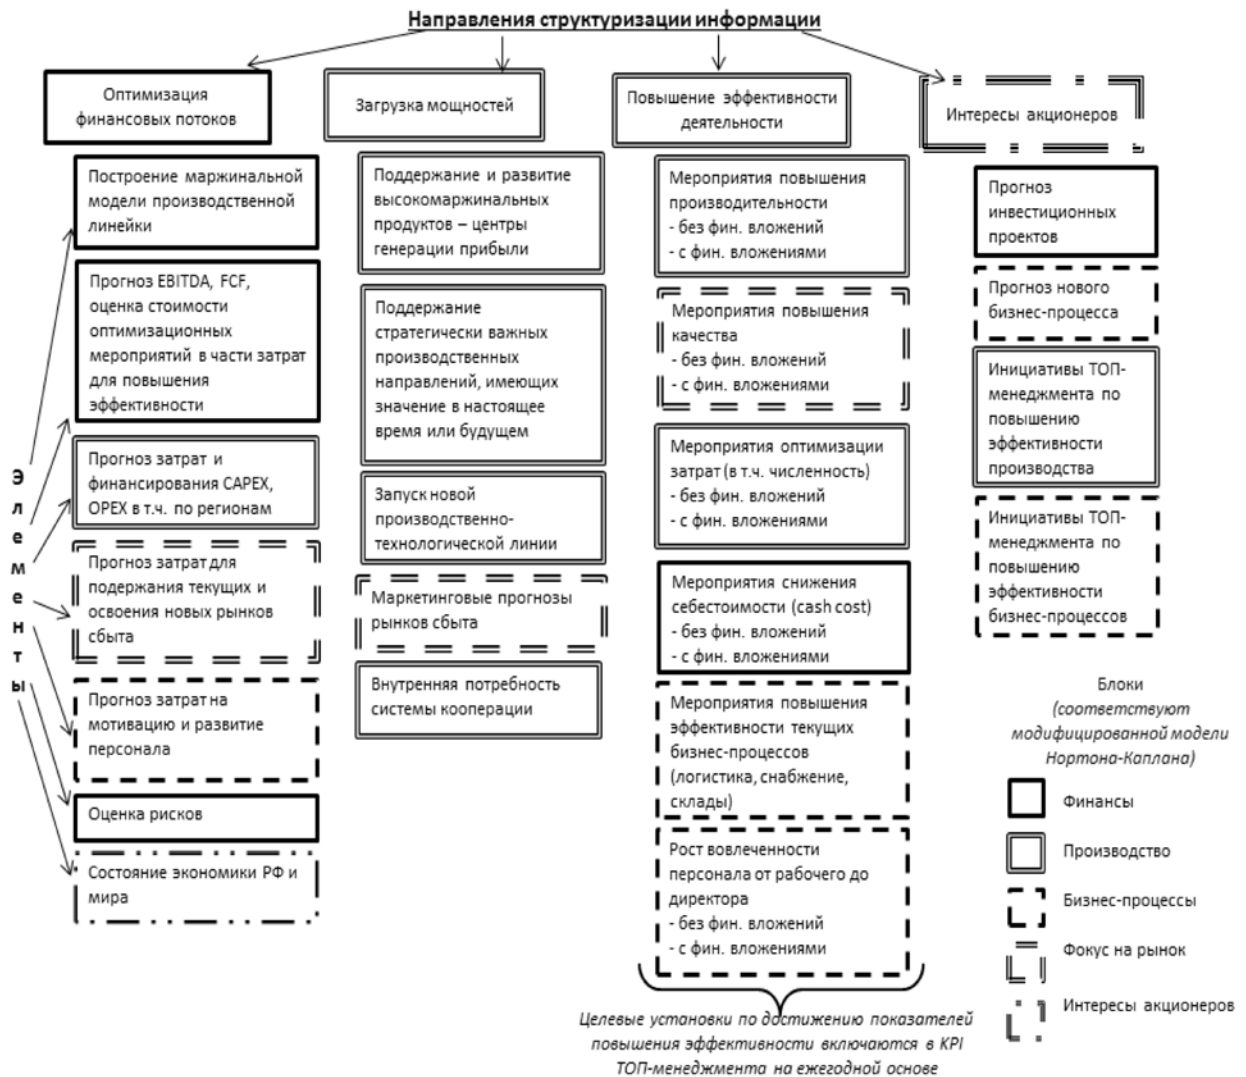 Направления структуризации информации
Оптимизация
финансовых потоков
Построение маржинальной
модели производственной
линейки
Прогноз EBITDA, FCF,
оценка стоимости
оптимизационных
мероприятий в части затрат
для повышения
эффективности
Прогноз затрат и
финансирования CAPEX,
OPEX в т.ч. по регионам
Прогноз затрат для
подержания текущих и
освоения новых рынков
сбыта
Прогноз затрат на
мотивацию и развитие
персонала
Оценка рисков
Состояние экономики РФ и
мира
Элементы
Загрузка мощностей
Поддержание и развитие
высокомаржинальных
продуктов – центры
генерации прибыли
Поддержание
стратегически важных
производственных
направлений, имеющих
значение в настоящее
время или будущем
Запуск новой
производственно-
технологической линии
Маркетинговые прогнозы
рынков сбыта
Внутренняя потребность
системы кооперации
Повышение эффективности
деятельности
Мероприятия повышения
производительности
- без фин. вложений
- с фин. вложениями
Мероприятия повышения
качества
- без фин. вложений
- с фин. вложениями
Мероприятия оптимизации
затрат (в т.ч. численность)
- без фин. вложений
- с фин. вложениями
Мероприятия снижения
себестоимости (cash cost)
- без фин. вложений
- с фин. вложениями
Мероприятия повышения
эффективности текущих
бизнес-процессов
(логистика, снабжение,
склады)
Рост вовлеченности
персонала от рабочего до
директора
- без фин. вложений
- с фин. вложениями
Целевые установки по достижению показателей
повышения эффективности включаются в KPI
ТОП-менеджмента на ежегодной основе
Интересы акционеров
Прогноз
инвестиционных
проектов
Прогноз нового
бизнес-процесса
Инициативы ТОП-
менеджмента по
повышению
эффективности
производства
Инициативы ТОП-
менеджмента по
повышению
эффективности
бизнес-процессов
Блоки
(соответствуют
модифицированной модели
Нортона-Каплана)
Финансы
Производство
Бизнес-процессы
Фокус на рынок
Интересы акционеров